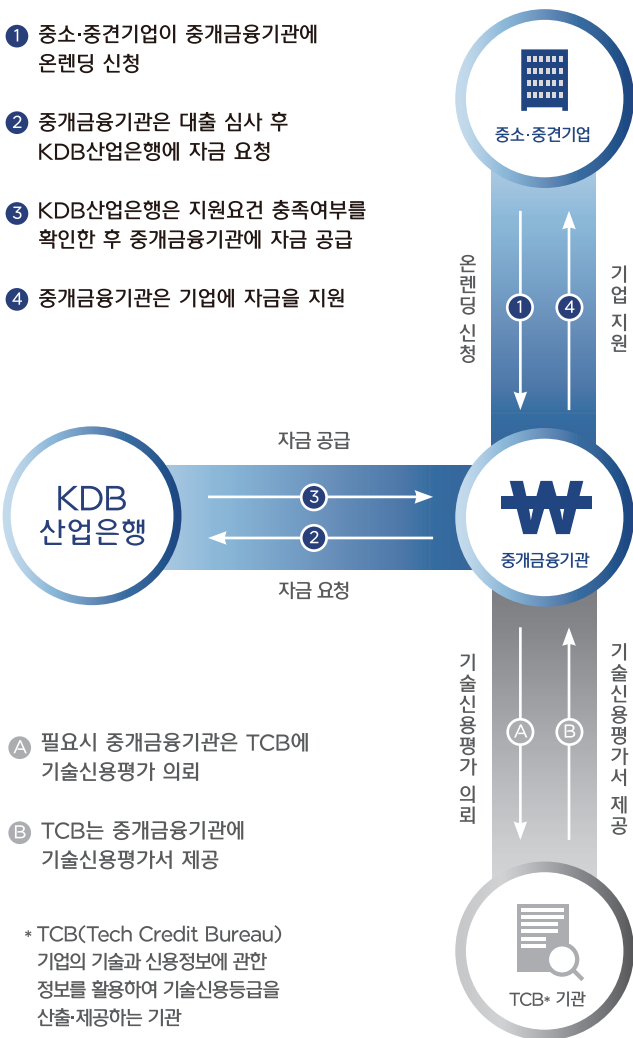 1 중소·중견기업이 중개금융기관에
온렌딩 신청
2 중개금융기관은 대출 심사 후
KDB산업은행에 자금 요청
3 KDB산업은행은 지원요건 충족여부를
확인한 후 중개금융기관에 자금 공급
4 중개금융기관은 기업에 자금을 지원
중소·중견기업
온렌딩 신청
1
4
기업 지원
자금 공급
KDB
산업은행
3
2
자금 요청
중개금융기관
기술신용평가 의뢰
A
B
기술신용평가서 제공
A 필요시 중개금융기관은 TCB에
기술신용평가 의뢰
B TCB는 중개금융기관에
기술신용평가서 제공
* TCB(Tech Credit Bureau)
기업의 기술과 신용정보에 관한
정보를 활용하여 기술신용등급을
산출·제공하는 기관
TCB* 기관